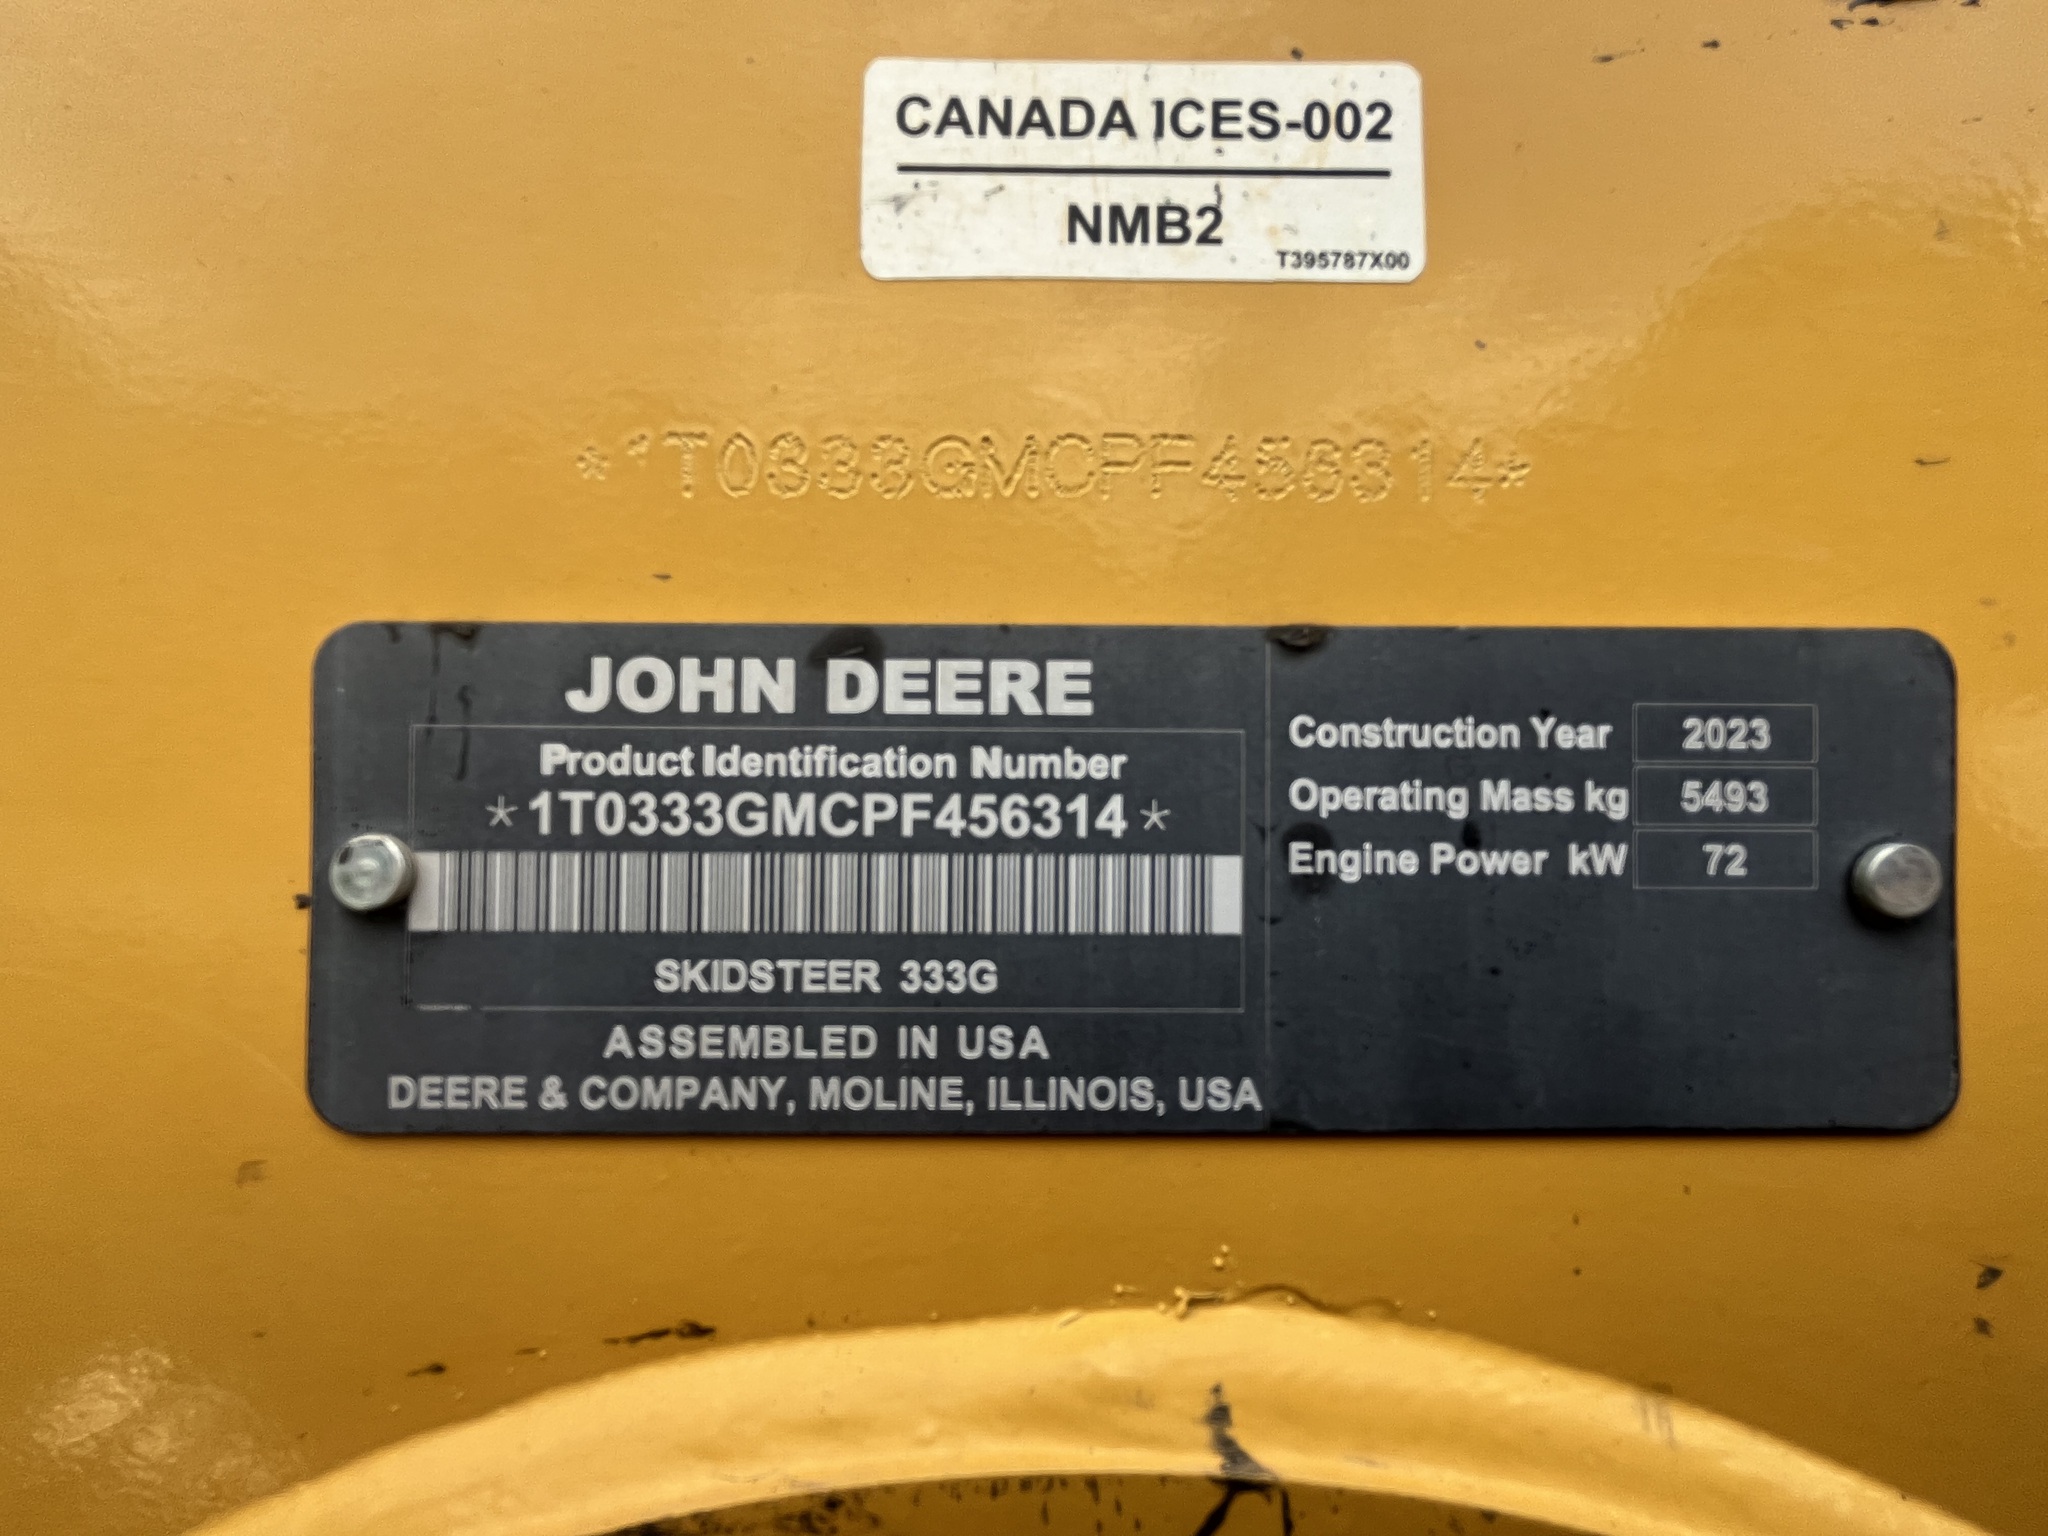 CANADA ICES-002
NMB2
T395787X00
*1T0333GMCPF456314*
JOHN DEERE
Product Identification Number
*1T0333GMCPF456314*
SKIDSTEER 333G
ASSEMBLED IN USA
DEERE & COMPANY, MOLINE, ILLINOIS, USA
Construction Year 2023
Operating Mass kg 5493
Engine Power kW 72